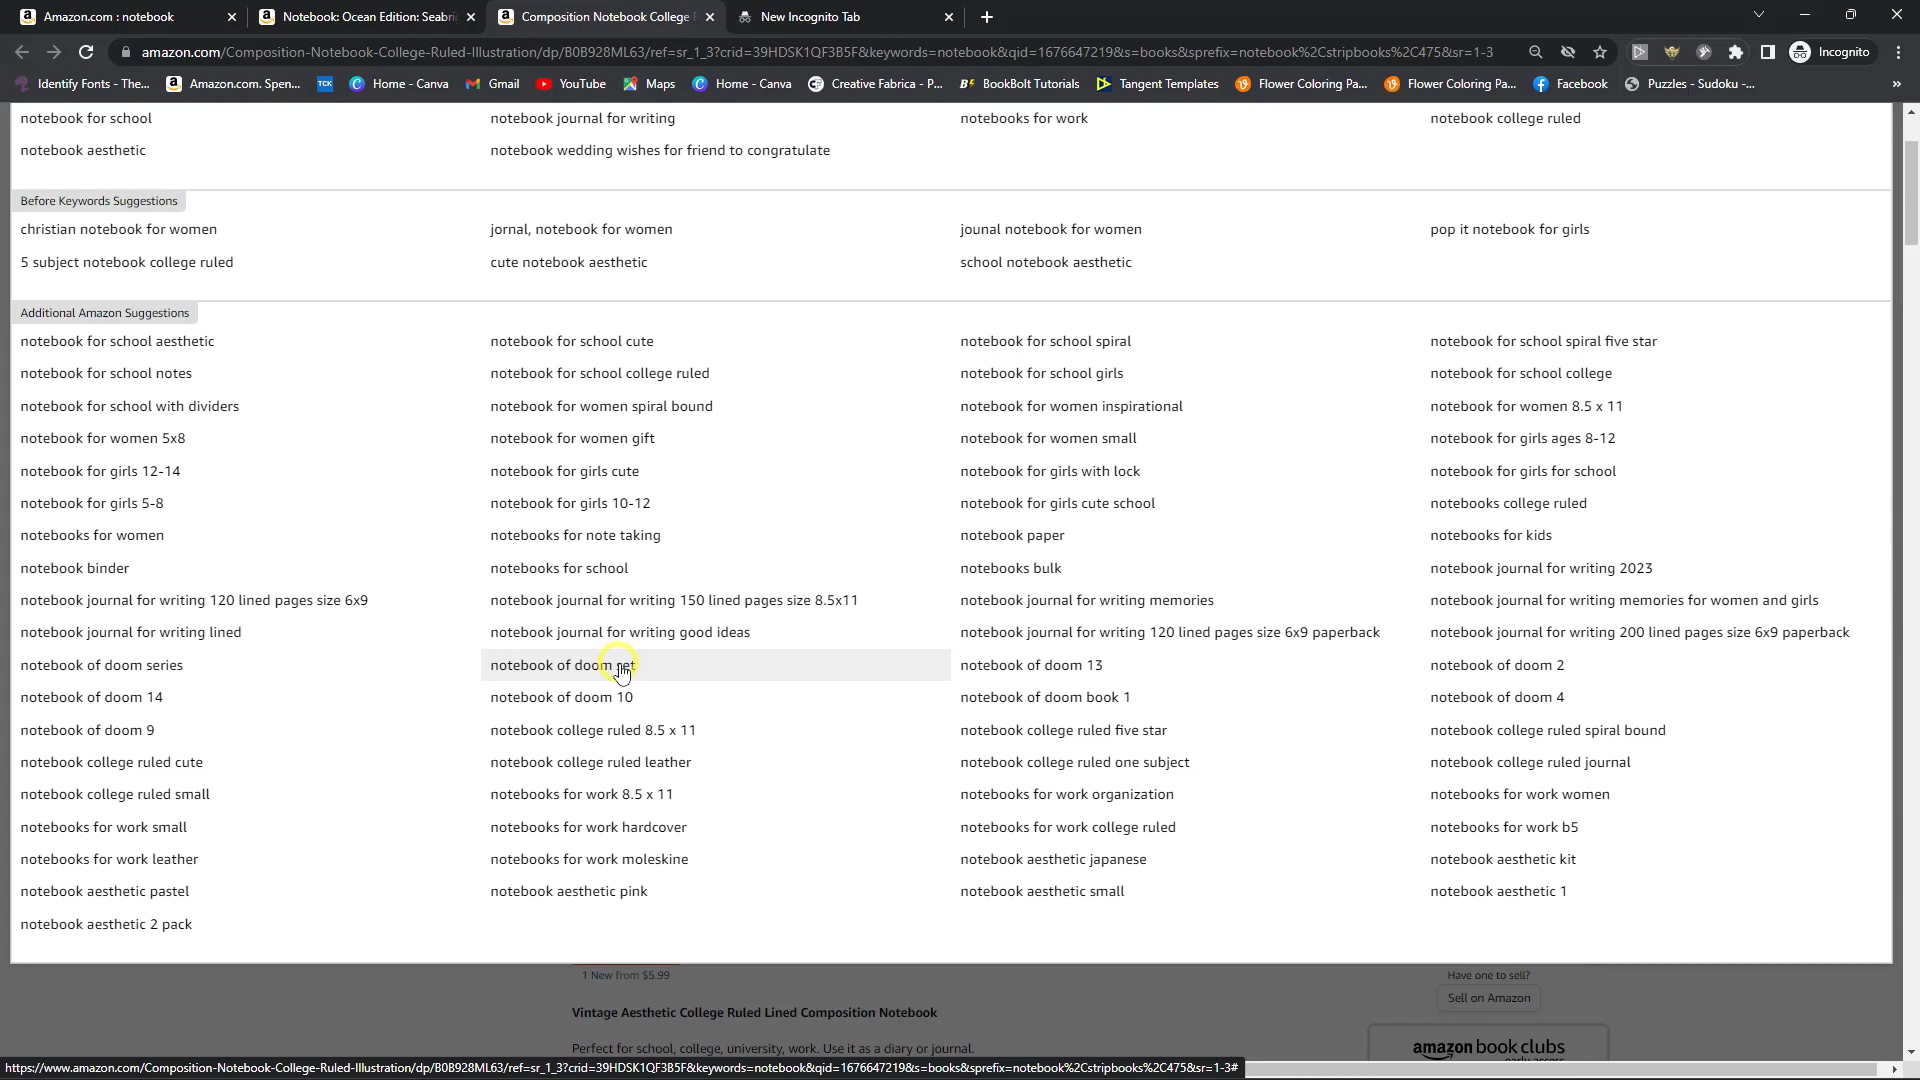 Amazon.com : notebook
Notebook: Ocean Edition: Seabri
Composition Notebook College
New Incognito Tab
amazon.com/Composition-Notebook-College-Ruled-Illustration/dp/B0B928ML63/ref=sr_1_3?crid=39HDSK1QF3B5F&keywords=notebook&qid=1676647219&s=books&sprefix=notebook%2Cstripbooks%2C475&sr=1-3
Incognito
Identify Fonts - The...
Amazon.com. Spen...
TCK
Home - Canva
Gmail
YouTube
Maps
Home - Canva
Creative Fabrica - P...
BookBolt Tutorials
Tangent Templates
Flower Coloring Pa...
Flower Coloring Pa...
Facebook
Puzzles - Sudoku -...
notebook for school
notebook journal for writing
notebooks for work
notebook college ruled
notebook aesthetic
notebook wedding wishes for friend to congratulate
Before Keywords Suggestions
christian notebook for women
jornal, notebook for women
jounal notebook for women
pop it notebook for girls
5 subject notebook college ruled
cute notebook aesthetic
school notebook aesthetic
Additional Amazon Suggestions
notebook for school aesthetic
notebook for school cute
notebook for school spiral
notebook for school spiral five star
notebook for school notes
notebook for school college ruled
notebook for school girls
notebook for school college
notebook for school with dividers
notebook for women spiral bound
notebook for women inspirational
notebook for women 8.5 x 11
notebook for women 5x8
notebook for women gift
notebook for women small
notebook for girls ages 8-12
notebook for girls 12-14
notebook for girls cute
notebook for girls with lock
notebook for girls for school
notebook for girls 5-8
notebook for girls 10-12
notebook for girls cute school
notebooks college ruled
notebooks for women
notebooks for note taking
notebook paper
notebooks for kids
notebook binder
notebooks for school
notebooks bulk
notebook journal for writing 2023
notebook journal for writing 120 lined pages size 6x9
notebook journal for writing 150 lined pages size 8.5x11
notebook journal for writing memories
notebook journal for writing memories for women and girls
notebook journal for writing lined
notebook journal for writing good ideas
notebook journal for writing 120 lined pages size 6x9 paperback
notebook journal for writing 200 lined pages size 6x9 paperback
notebook of doom series
notebook of doom set
notebook of doom 13
notebook of doom 2
notebook of doom 14
notebook of doom 10
notebook of doom book 1
notebook of doom 4
notebook of doom 9
notebook college ruled 8.5 x 11
notebook college ruled five star
notebook college ruled spiral bound
notebook college ruled cute
notebook college ruled leather
notebook college ruled one subject
notebook college ruled journal
notebook college ruled small
notebooks for work 8.5 x 11
notebooks for work organization
notebooks for work women
notebooks for work small
notebooks for work hardcover
notebooks for work college ruled
notebooks for work b5
notebooks for work leather
notebooks for work moleskine
notebook aesthetic japanese
notebook aesthetic kit
notebook aesthetic pastel
notebook aesthetic pink
notebook aesthetic small
notebook aesthetic 1
notebook aesthetic 2 pack
1 New from $5.99
Have one to sell?
Sell on Amazon
Vintage Aesthetic College Ruled Lined Composition Notebook
Perfect for school, college, university, work. Use it as a diary or journal.
amazon book clubs
https://www.amazon.com/Composition-Notebook-College-Ruled-Illustration/dp/B0B928ML63/ref=sr_1_3?crid=39HDSK1QF3B5F&keywords=notebook&qid=1676647219&s=books&sprefix=notebook%2Cstripbooks%2C475&sr=1-3#